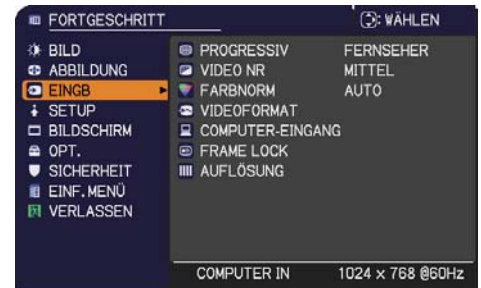 FORTGESCHRITT : WÄHLEN
BILD
ABBILDUNG
EINGB
SETUP
BILDSCHIRM
OPT.
SICHERHEIT
EINF. MENÜ
VERLASSEN
PROGRESSIV FERNSEHER
VIDEO NR MITTEL
FARBNORM AUTO
VIDEOFORMAT
COMPUTER-EINGANG
FRAME LOCK
AUFLÖSUNG
COMPUTER IN 1024 x 768 @60Hz